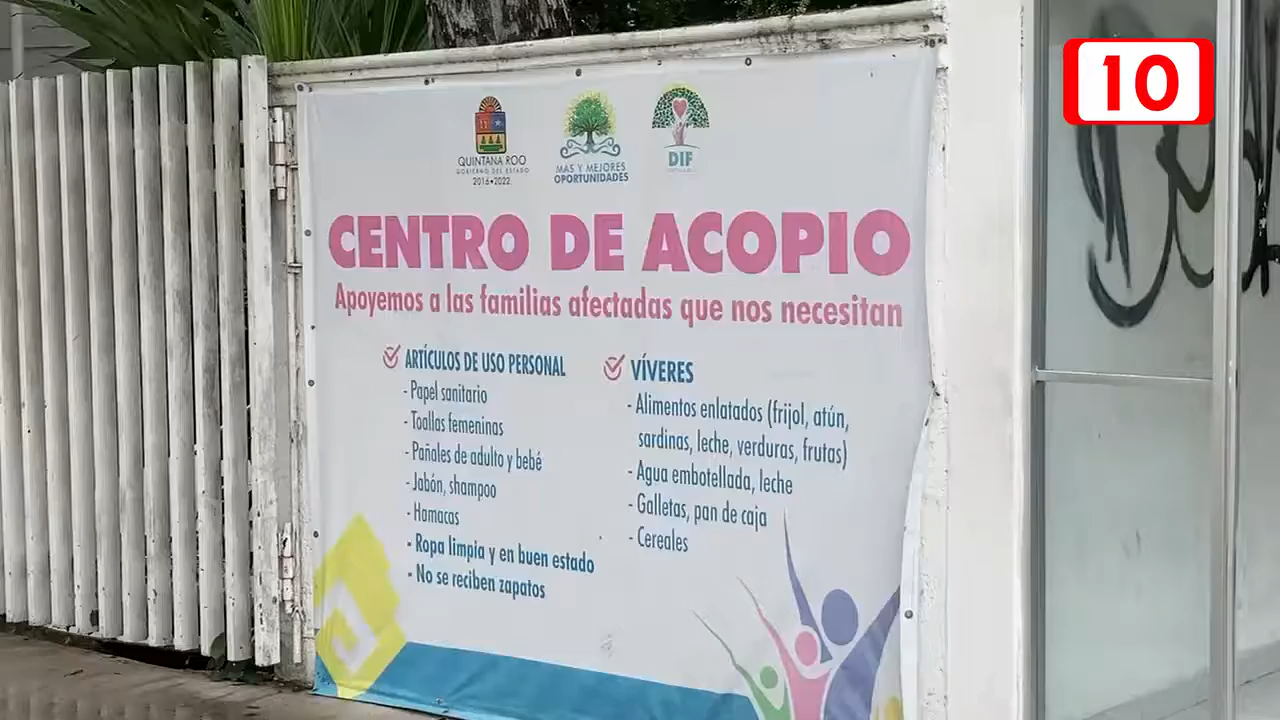 10
QUINTANA ROO
GOBIERNO DEL ESTADO
2016•2022
MÁS Y MEJORES
OPORTUNIDADES
DIF
CENTRO DE ACOPIO
Apoyemos a las familias afectadas que nos necesitan
ARTÍCULOS DE USO PERSONAL
- Papel sanitario
- Toallas femeninas
- Pañales de adulto y bebé
- Jabón, shampoo
- Hamacas
- Ropa limpia y en buen estado
- No se reciben zapatos
VÍVERES
- Alimentos enlatados (frijol, atún,
sardinas, leche, verduras, frutas)
- Agua embotellada, leche
- Galletas, pan de caja
- Cereales